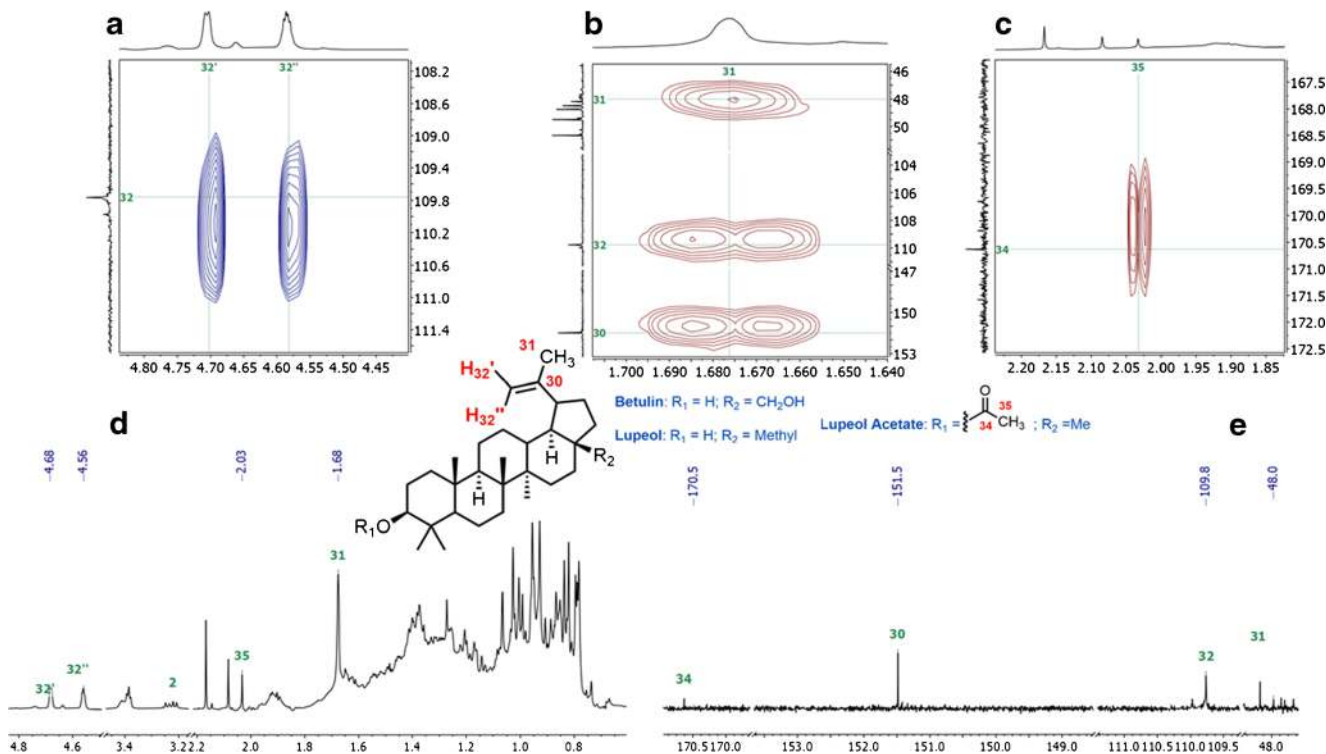 a
32' 32"
32
108.2
108.6
109.0
109.4
109.8
110.2
110.6
111.0
111.4
4.80 4.75 4.70 4.65 4.60 4.55 4.50 4.45
b
31
31
32
30
46
48
50
104
106
108
110
147
150
153
1.700 1.690 1.680 1.670 1.660 1.650 1.640
c
35
34
167.5
168.0
168.5
169.0
169.5
170.0
170.5
171.0
171.5
172.0
172.5
2.20 2.15 2.10 2.05 2.00 1.95 1.90 1.85
31
CH3
H32'
30
H32"
H
H
R2
R1O
Betulin: R1 = H; R2 = CH2OH
Lupeol: R1 = H; R2 = Methyl
Lupeol Acetate: R1 = O 34 CH3 35 ; R2 =Me
d
–4.68
–4.56
–2.03
–1.68
32'
32"
2
35
31
4.8 4.6 3.4 3.2 2.2 2.0 1.8 1.6 1.4 1.2 1.0 0.8
e
–170.5
–151.5
–109.8
–48.0
34
30
32
31
170.5 170.0 153.0 152.0 151.0 150.0 149.0 111.0 110.5 110.0 109.5 48.0